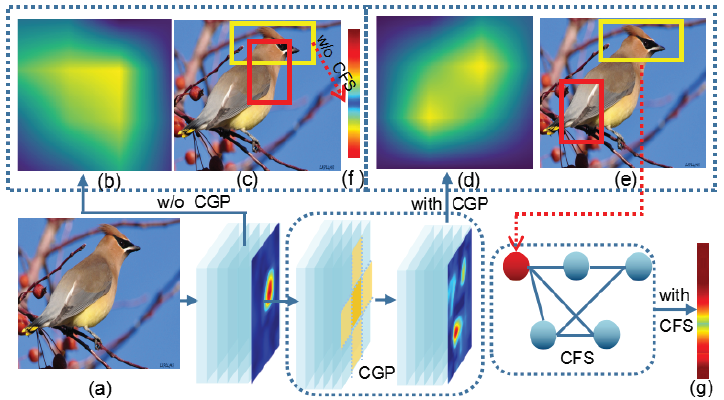 w/o CFS
(b)
(c)
(f)
(d)
(e)
w/o CGP
with CGP
(a)
CGP
CFS
with
CFS
(g)